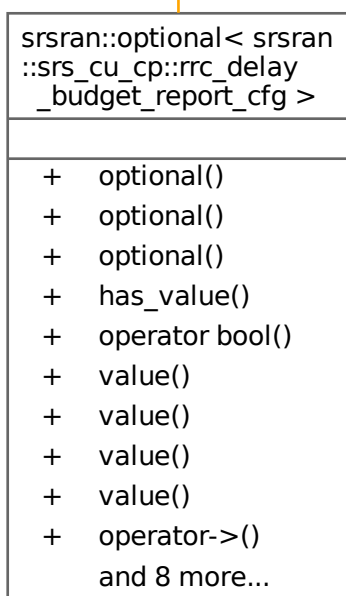 srsran::optional< srsran
::srs_cu_cp::rrc_delay
_budget_report_cfg >
+ optional()
+ optional()
+ optional()
+ has_value()
+ operator bool()
+ value()
+ value()
+ value()
+ value()
+ operator->()
and 8 more...